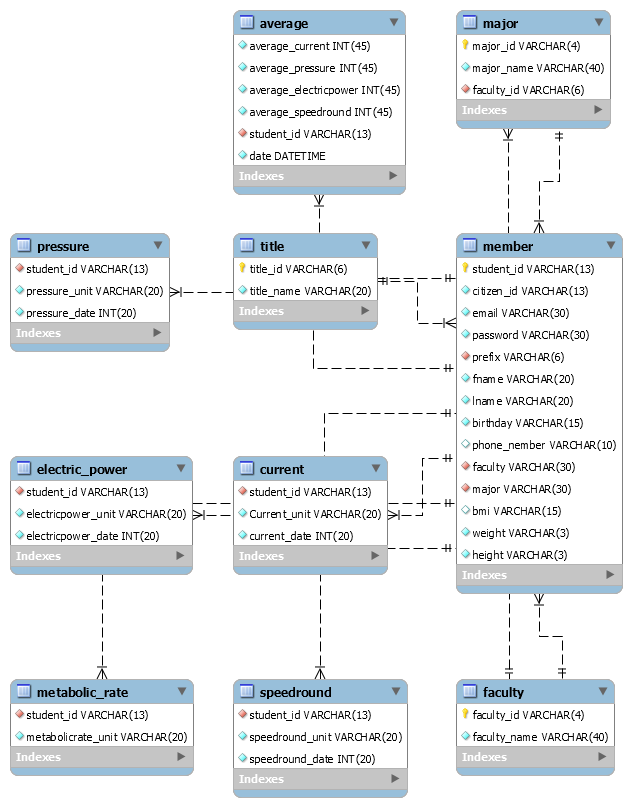 average
average_current INT(45)
average_pressure INT(45)
average_electricpower INT(45)
average_speedround INT(45)
student_id VARCHAR(13)
date DATETIME
Indexes
major
major_id VARCHAR(4)
major_name VARCHAR(40)
faculty_id VARCHAR(6)
Indexes
pressure
student_id VARCHAR(13)
pressure_unit VARCHAR(20)
pressure_date INT(20)
Indexes
title
title_id VARCHAR(6)
title_name VARCHAR(20)
Indexes
member
student_id VARCHAR(13)
citizen_id VARCHAR(13)
email VARCHAR(30)
password VARCHAR(30)
prefix VARCHAR(6)
fname VARCHAR(20)
lname VARCHAR(20)
birthday VARCHAR(15)
phone_nember VARCHAR(10)
faculty VARCHAR(30)
major VARCHAR(30)
bmi VARCHAR(15)
weight VARCHAR(3)
height VARCHAR(3)
Indexes
electric_power
student_id VARCHAR(13)
electricpower_unit VARCHAR(20)
electricpower_date INT(20)
Indexes
current
student_id VARCHAR(13)
Current_unit VARCHAR(20)
current_date INT(20)
Indexes
metabolic_rate
student_id VARCHAR(13)
metabolicrate_unit VARCHAR(20)
Indexes
speedround
student_id VARCHAR(13)
speedround_unit VARCHAR(20)
speedround_date INT(20)
Indexes
faculty
faculty_id VARCHAR(4)
faculty_name VARCHAR(40)
Indexes